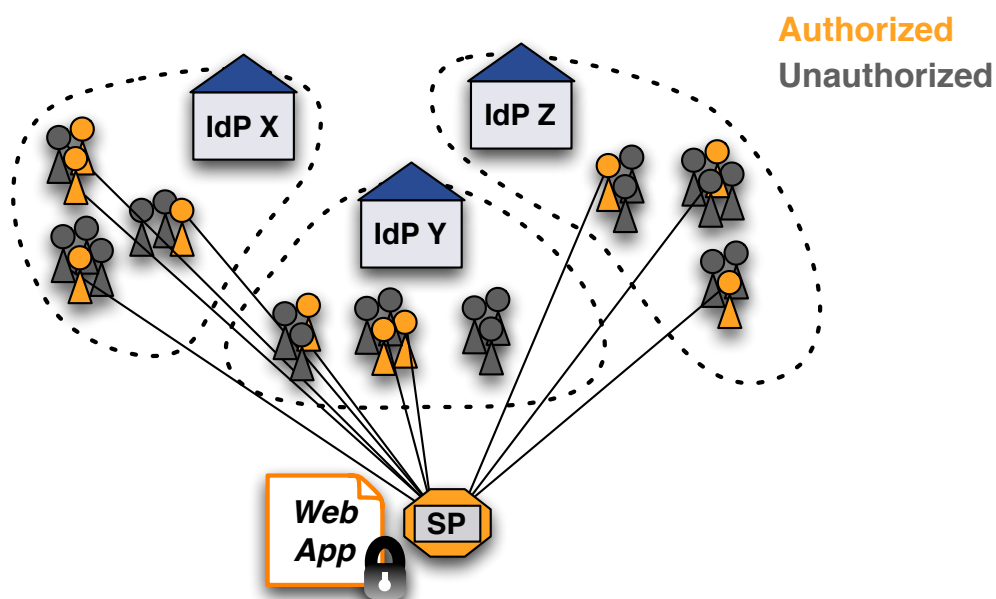 Authorized
Unauthorized
IdP X
IdP Z
IdP Y
Web
App
SP